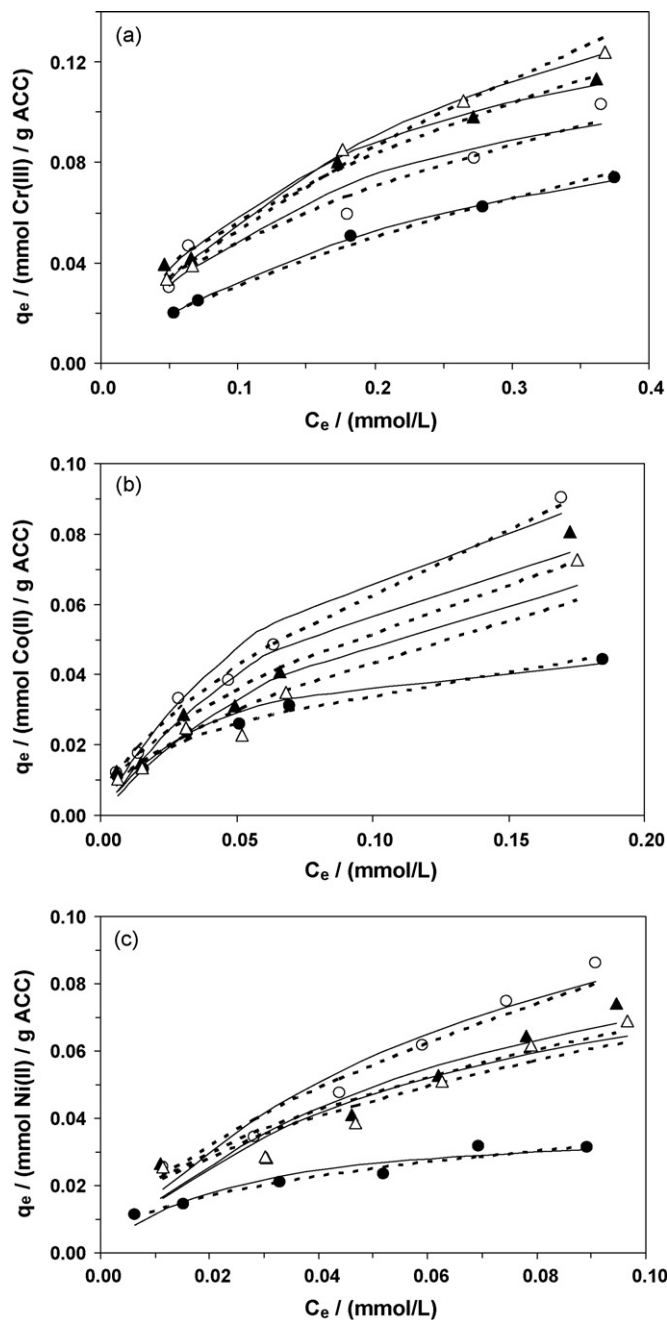 (a)
q_e / (mmol Cr(III) / g ACC)
0.12
0.08
0.04
0.00
0.0 0.1 0.2 0.3 0.4
C_e / (mmol/L)
(b)
q_e / (mmol Co(II) / g ACC)
0.10
0.08
0.06
0.04
0.02
0.00
0.00 0.05 0.10 0.15 0.20
C_e / (mmol/L)
(c)
q_e / (mmol Ni(II) / g ACC)
0.10
0.08
0.06
0.04
0.02
0.00
0.00 0.02 0.04 0.06 0.08 0.10
C_e / (mmol/L)